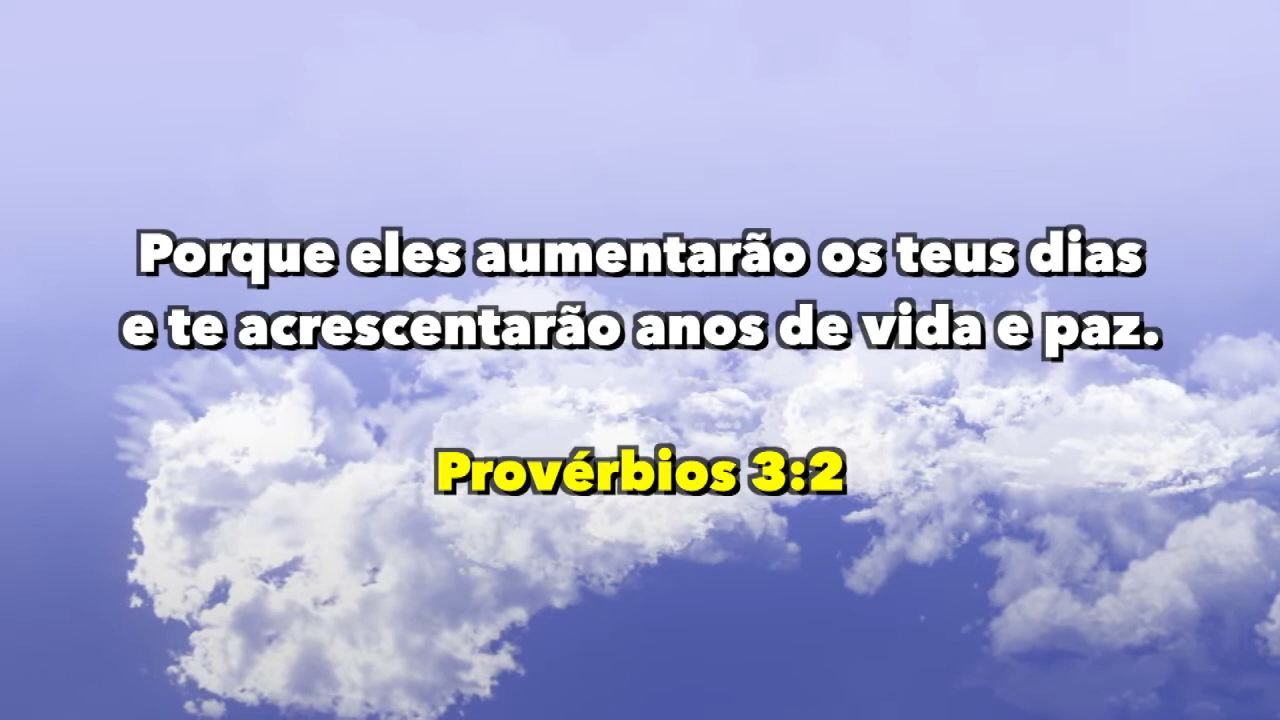 Porque eles aumentarão os teus dias
e te acrescentarão anos de vida e paz.
Provérbios 3:2